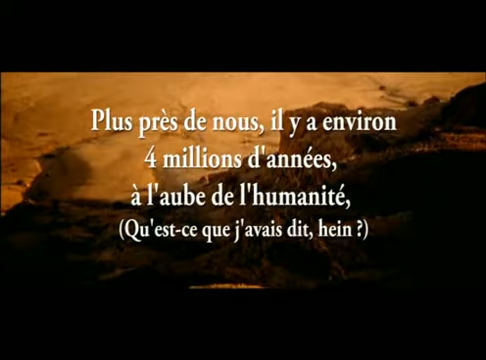 Plus près de nous, il y a environ
4 millions d'années,
à l'aube de l'humanité,
(Qu'est-ce que j'avais dit, hein ?)